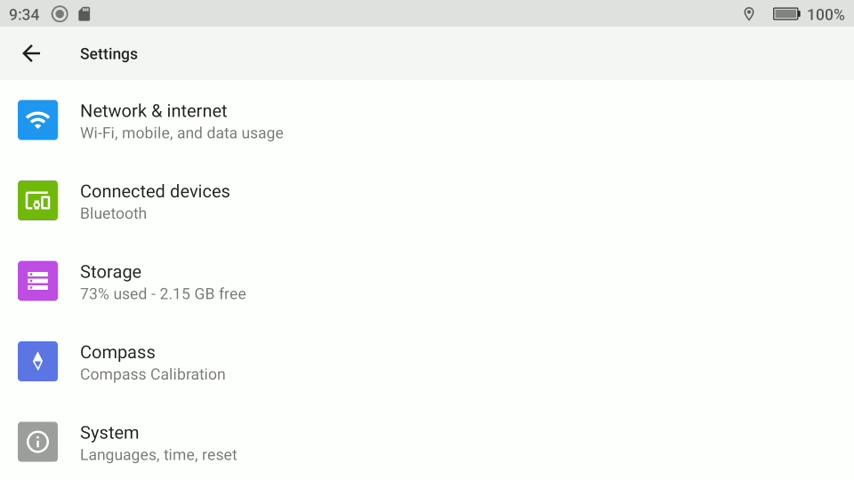 9:34 100%
Settings
Network & internet
Wi-Fi, mobile, and data usage
Connected devices
Bluetooth
Storage
73% used - 2.15 GB free
Compass
Compass Calibration
System
Languages, time, reset